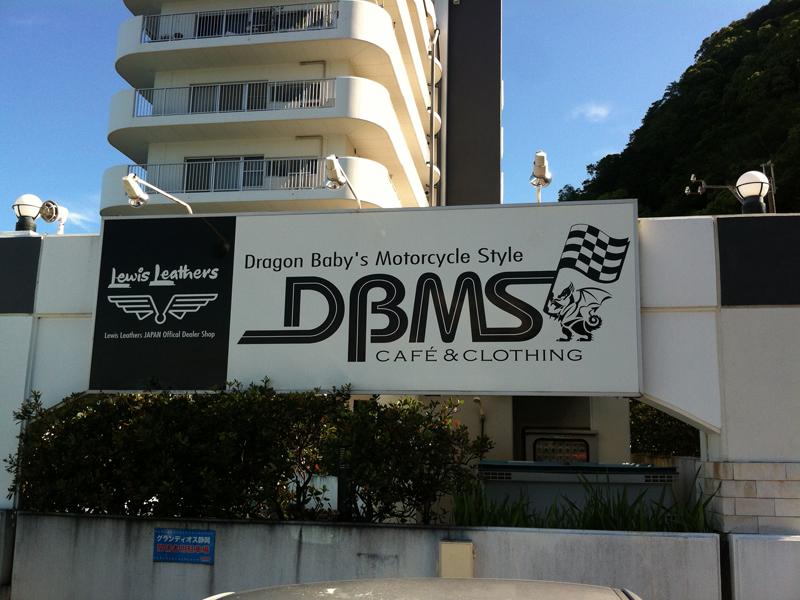 Lewis Leathers
Lewis Leathers JAPAN Offical Dealer Shop
Dragon Baby's Motorcycle Style
DBMS
CAFÉ & CLOTHING
グランディオス静岡